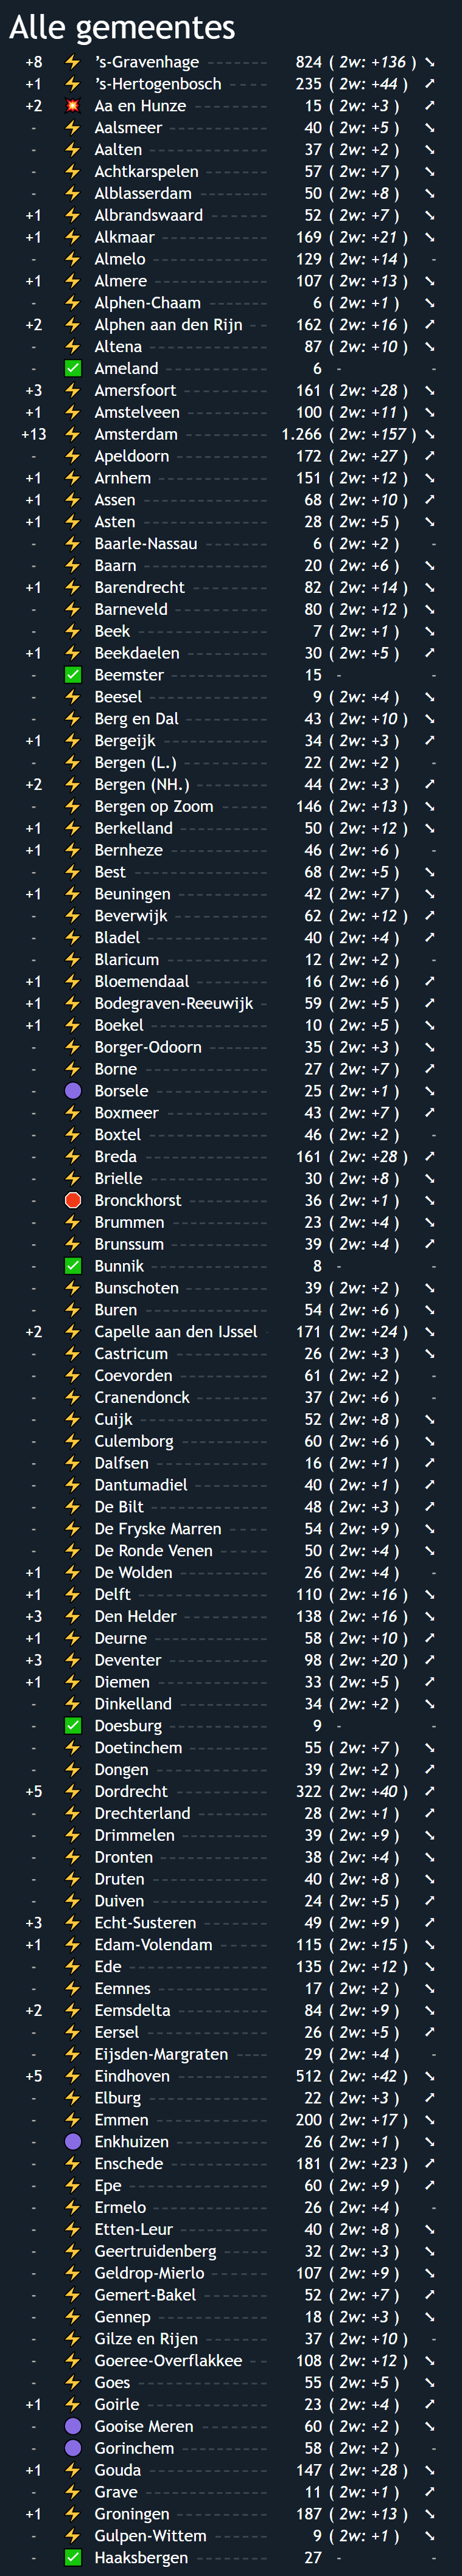 Alle gemeentes
+8 ⚡ ’s-Gravenhage 824 ( 2w: +136 ) ➘
+1 ⚡ ’s-Hertogenbosch 235 ( 2w: +44 ) ➚
+2 💥 Aa en Hunze 15 ( 2w: +3 ) ➚
- ⚡ Aalsmeer 40 ( 2w: +5 ) ➘
- ⚡ Aalten 37 ( 2w: +2 ) ➘
- ⚡ Achtkarspelen 57 ( 2w: +7 ) ➘
- ⚡ Alblasserdam 50 ( 2w: +8 ) ➘
+1 ⚡ Albrandswaard 52 ( 2w: +7 ) ➘
+1 ⚡ Alkmaar 169 ( 2w: +21 ) ➘
- ⚡ Almelo 129 ( 2w: +14 ) -
+1 ⚡ Almere 107 ( 2w: +13 ) ➘
- ⚡ Alphen-Chaam 6 ( 2w: +1 ) ➘
+2 ⚡ Alphen aan den Rijn 162 ( 2w: +16 ) ➚
- ⚡ Altena 87 ( 2w: +10 ) ➘
- ✅ Ameland 6 - -
+3 ⚡ Amersfoort 161 ( 2w: +28 ) ➘
+1 ⚡ Amstelveen 100 ( 2w: +11 ) ➘
+13 ⚡ Amsterdam 1.266 ( 2w: +157 ) ➘
- ⚡ Apeldoorn 172 ( 2w: +27 ) ➚
+1 ⚡ Arnhem 151 ( 2w: +12 ) ➘
+1 ⚡ Assen 68 ( 2w: +10 ) ➚
+1 ⚡ Asten 28 ( 2w: +5 ) ➘
- ⚡ Baarle-Nassau 6 ( 2w: +2 ) -
- ⚡ Baarn 20 ( 2w: +6 ) ➘
+1 ⚡ Barendrecht 82 ( 2w: +14 ) ➘
- ⚡ Barneveld 80 ( 2w: +12 ) ➘
- ⚡ Beek 7 ( 2w: +1 ) ➘
+1 ⚡ Beekdaelen 30 ( 2w: +5 ) ➚
- ✅ Beemster 15 - -
- ⚡ Beesel 9 ( 2w: +4 ) ➘
- ⚡ Berg en Dal 43 ( 2w: +10 ) ➘
+1 ⚡ Bergeijk 34 ( 2w: +3 ) ➚
- ⚡ Bergen (L.) 22 ( 2w: +2 ) -
+2 ⚡ Bergen (NH.) 44 ( 2w: +3 ) ➚
- ⚡ Bergen op Zoom 146 ( 2w: +13 ) ➘
+1 ⚡ Berkelland 50 ( 2w: +12 ) ➘
+1 ⚡ Bernheze 46 ( 2w: +6 ) -
- ⚡ Best 68 ( 2w: +5 ) ➘
+1 ⚡ Beuningen 42 ( 2w: +7 ) ➘
- ⚡ Beverwijk 62 ( 2w: +12 ) ➚
- ⚡ Bladel 40 ( 2w: +4 ) ➚
- ⚡ Blaricum 12 ( 2w: +2 ) -
+1 ⚡ Bloemendaal 16 ( 2w: +6 ) ➚
+1 ⚡ Bodegraven-Reeuwijk 59 ( 2w: +5 ) ➚
+1 ⚡ Boekel 10 ( 2w: +5 ) ➘
- ⚡ Borger-Odoorn 35 ( 2w: +3 ) ➘
- ⚡ Borne 27 ( 2w: +7 ) ➚
- 🟣 Borsele 25 ( 2w: +1 ) ➘
- ⚡ Boxmeer 43 ( 2w: +7 ) ➚
- ⚡ Boxtel 46 ( 2w: +2 ) -
- ⚡ Breda 161 ( 2w: +28 ) ➚
- ⚡ Brielle 30 ( 2w: +8 ) ➘
- 🛑 Bronckhorst 36 ( 2w: +1 ) ➘
- ⚡ Brummen 23 ( 2w: +4 ) ➘
- ⚡ Brunssum 39 ( 2w: +4 ) ➚
- ✅ Bunnik 8 - -
- ⚡ Bunschoten 39 ( 2w: +2 ) ➘
- ⚡ Buren 54 ( 2w: +6 ) ➘
+2 ⚡ Capelle aan den IJssel 171 ( 2w: +24 ) ➘
- ⚡ Castricum 26 ( 2w: +3 ) ➘
- ⚡ Coevorden 61 ( 2w: +2 ) -
- ⚡ Cranendonck 37 ( 2w: +6 ) -
- ⚡ Cuijk 52 ( 2w: +8 ) ➘
- ⚡ Culemborg 60 ( 2w: +6 ) ➘
- ⚡ Dalfsen 16 ( 2w: +1 ) ➚
- ⚡ Dantumadiel 40 ( 2w: +1 ) ➚
- ⚡ De Bilt 48 ( 2w: +3 ) ➚
- ⚡ De Fryske Marren 54 ( 2w: +9 ) ➘
- ⚡ De Ronde Venen 50 ( 2w: +4 ) ➘
+1 ⚡ De Wolden 26 ( 2w: +4 ) -
+1 ⚡ Delft 110 ( 2w: +16 ) ➘
+3 ⚡ Den Helder 138 ( 2w: +16 ) ➘
+1 ⚡ Deurne 58 ( 2w: +10 ) ➚
+3 ⚡ Deventer 98 ( 2w: +20 ) ➚
+1 ⚡ Diemen 33 ( 2w: +5 ) ➚
- ⚡ Dinkelland 34 ( 2w: +2 ) ➘
- ✅ Doesburg 9 - -
- ⚡ Doetinchem 55 ( 2w: +7 ) ➘
- ⚡ Dongen 39 ( 2w: +2 ) ➚
+5 ⚡ Dordrecht 322 ( 2w: +40 ) ➚
- ⚡ Drechterland 28 ( 2w: +1 ) ➚
- ⚡ Drimmelen 39 ( 2w: +9 ) ➘
- ⚡ Dronten 38 ( 2w: +4 ) ➘
- ⚡ Druten 40 ( 2w: +8 ) ➘
- ⚡ Duiven 24 ( 2w: +5 ) ➚
+3 ⚡ Echt-Susteren 49 ( 2w: +9 ) ➚
+1 ⚡ Edam-Volendam 115 ( 2w: +15 ) ➘
- ⚡ Ede 135 ( 2w: +12 ) ➘
- ⚡ Eemnes 17 ( 2w: +2 ) ➘
+2 ⚡ Eemsdelta 84 ( 2w: +9 ) ➘
- ⚡ Eersel 26 ( 2w: +5 ) ➚
- ⚡ Eijsden-Margraten 29 ( 2w: +4 ) -
+5 ⚡ Eindhoven 512 ( 2w: +42 ) ➘
- ⚡ Elburg 22 ( 2w: +3 ) ➚
- ⚡ Emmen 200 ( 2w: +17 ) ➘
- 🟣 Enkhuizen 26 ( 2w: +1 ) ➘
- ⚡ Enschede 181 ( 2w: +23 ) ➚
- ⚡ Epe 60 ( 2w: +9 ) ➚
- ⚡ Ermelo 26 ( 2w: +4 ) -
- ⚡ Etten-Leur 40 ( 2w: +8 ) ➘
- ⚡ Geertruidenberg 32 ( 2w: +3 ) ➘
- ⚡ Geldrop-Mierlo 107 ( 2w: +9 ) ➘
- ⚡ Gemert-Bakel 52 ( 2w: +7 ) ➚
- ⚡ Gennep 18 ( 2w: +3 ) ➘
- ⚡ Gilze en Rijen 37 ( 2w: +10 ) -
- ⚡ Goeree-Overflakkee 108 ( 2w: +12 ) ➘
- ⚡ Goes 55 ( 2w: +5 ) ➘
+1 ⚡ Goirle 23 ( 2w: +4 ) ➚
- 🟣 Gooise Meren 60 ( 2w: +2 ) ➘
- 🟣 Gorinchem 58 ( 2w: +2 ) -
+1 ⚡ Gouda 147 ( 2w: +28 ) ➘
- ⚡ Grave 11 ( 2w: +1 ) ➚
+1 ⚡ Groningen 187 ( 2w: +13 ) ➘
- ⚡ Gulpen-Wittem 9 ( 2w: +1 ) ➘
- ✅ Haaksbergen 27 - -